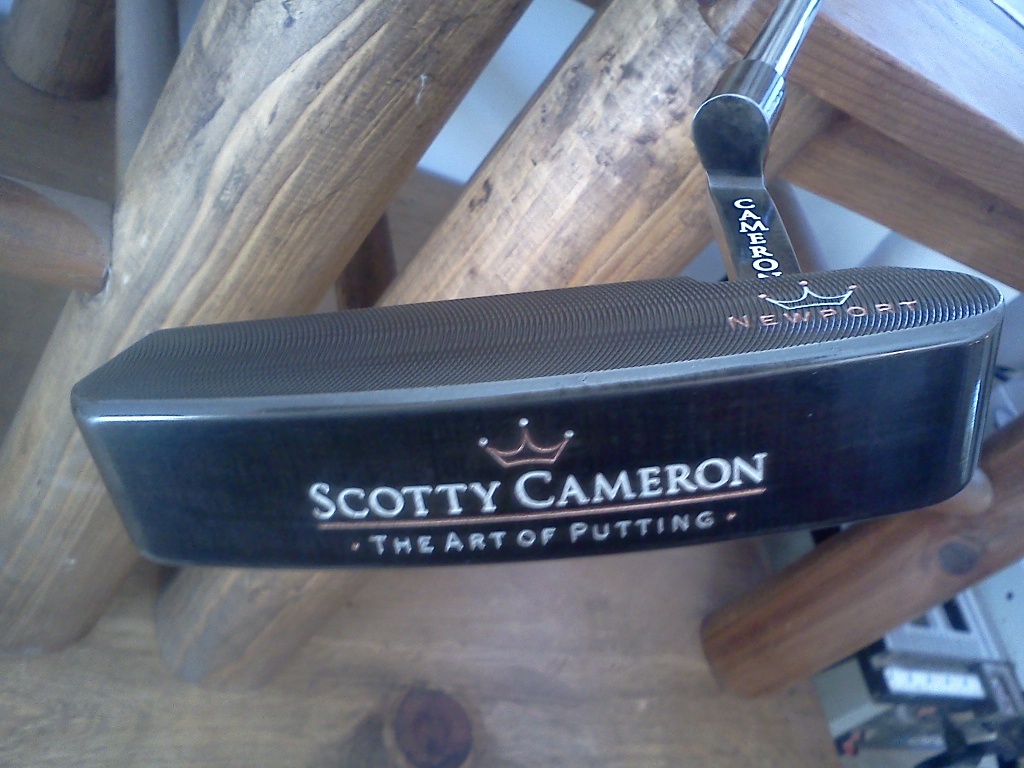 CAMERON
NEWPORT
SCOTTY CAMERON
· THE ART OF PUTTING ·